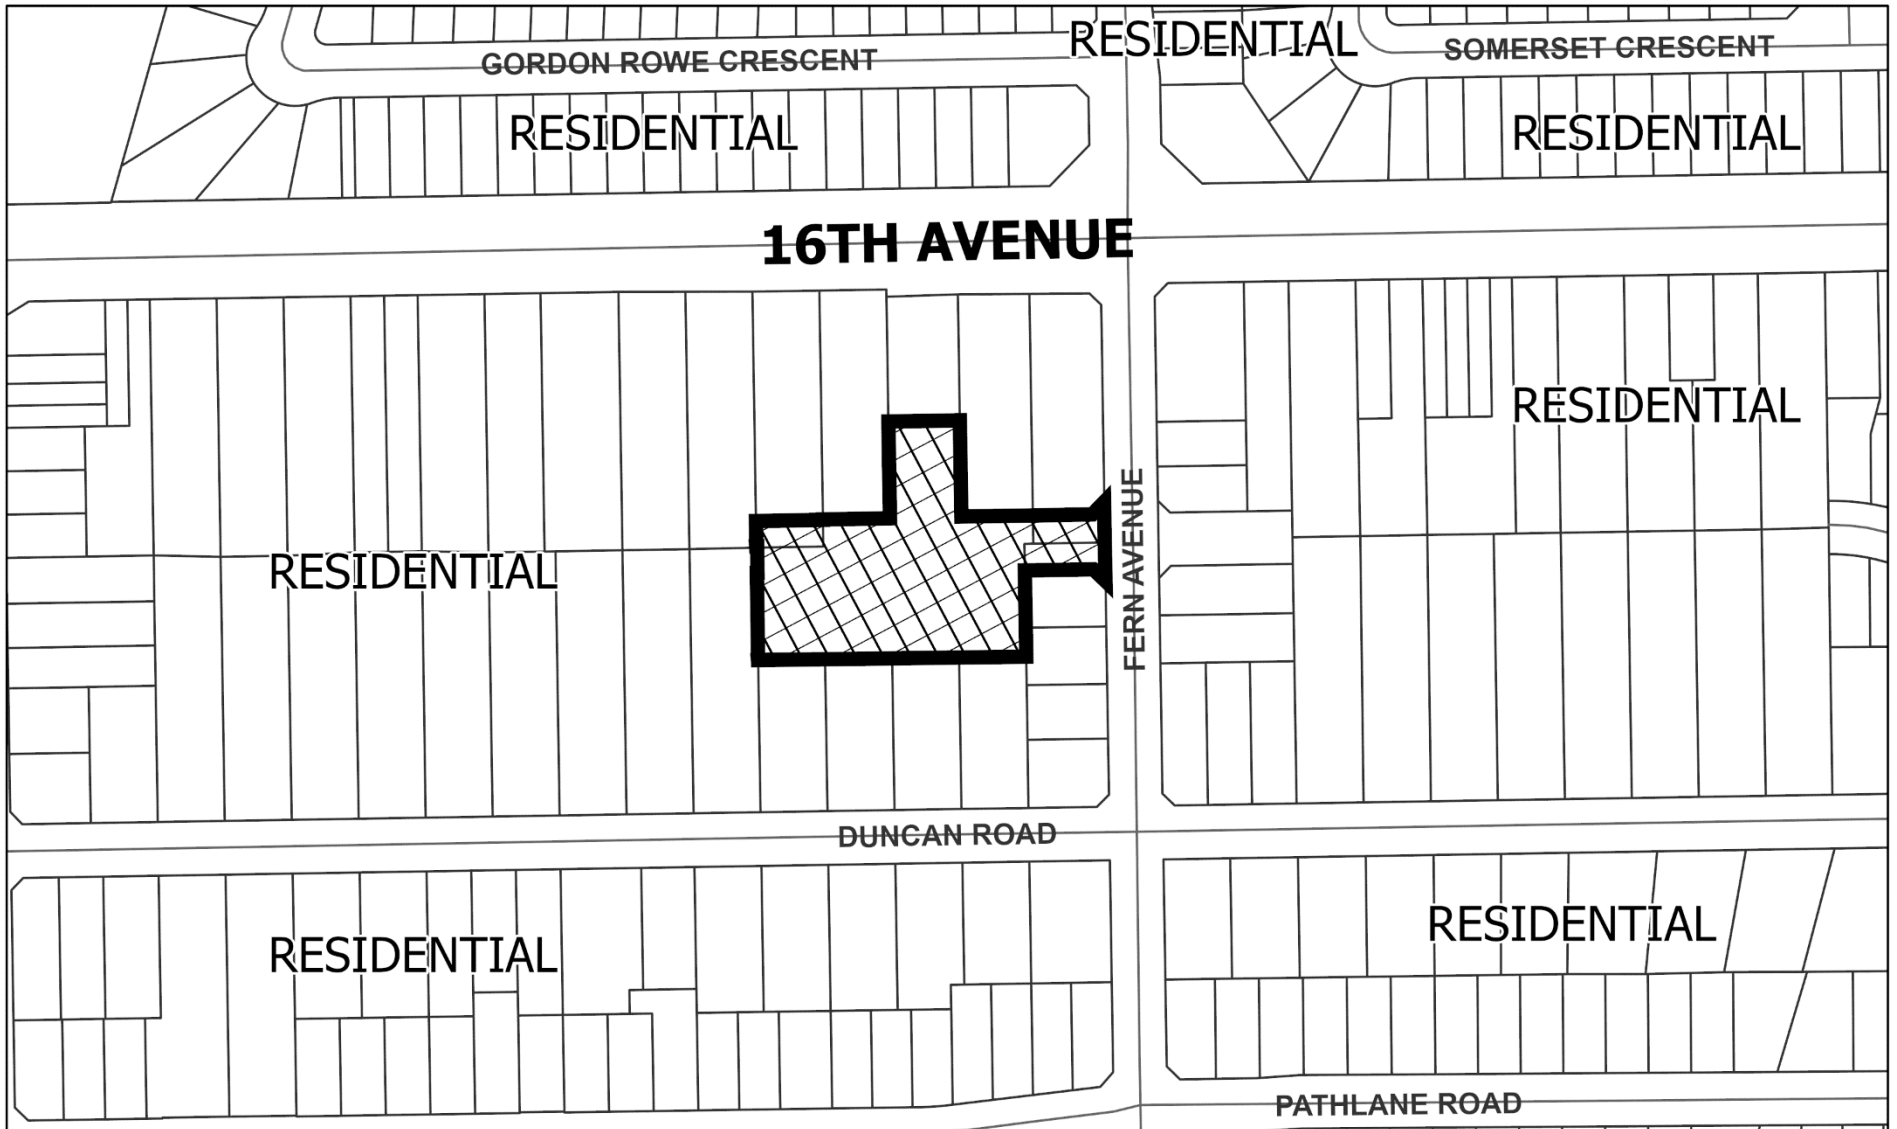 RESIDENTIAL
SOMERSET CRESCENT
GORDON ROWE CRESCENT
RESIDENTIAL
RESIDENTIAL
16TH AVENUE
RESIDENTIAL
FERN AVENUE
RESIDENTIAL
DUNCAN ROAD
RESIDENTIAL
RESIDENTIAL
PATHLANE ROAD